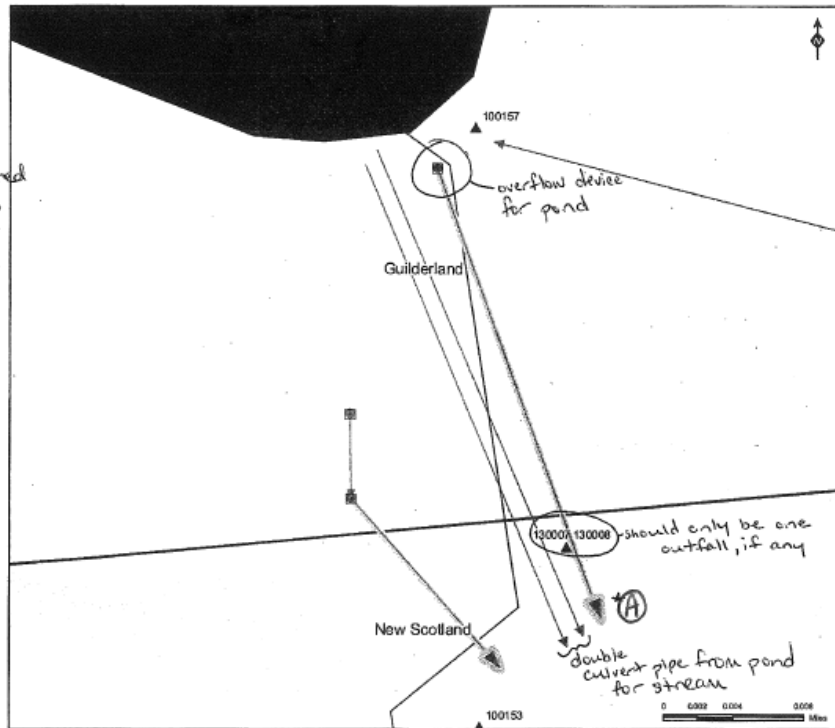 N
100157
Rd
overflow device
for pond
Guilderland
130007 130008
should only be one
outfall, if any
*A
New Scotland
double
culvert pipe from pond
for stream
100153
0 0.002 0.004 0.008
Miles